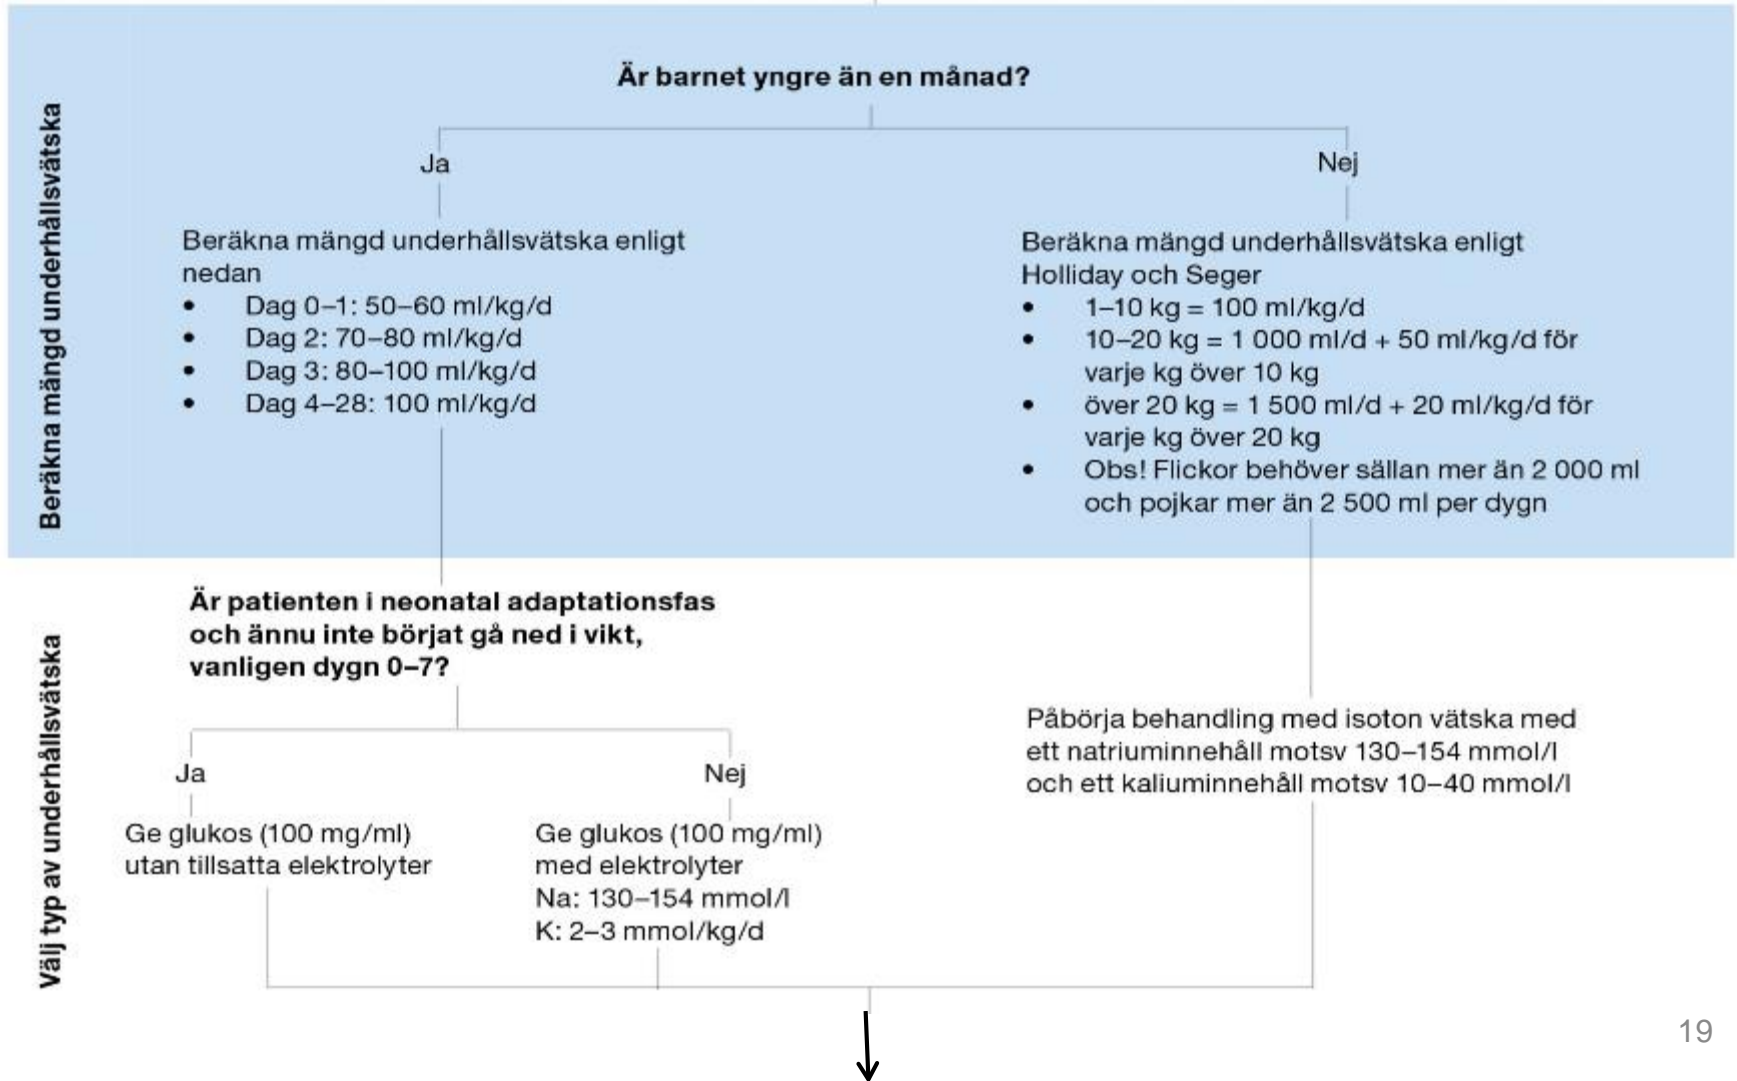 Beräkna mängd underhållsvätska
Är barnet yngre än en månad?
Ja
Nej
Beräkna mängd underhållsvätska enligt
nedan
• Dag 0–1: 50–60 ml/kg/d
• Dag 2: 70–80 ml/kg/d
• Dag 3: 80–100 ml/kg/d
• Dag 4–28: 100 ml/kg/d
Beräkna mängd underhållsvätska enligt
Holliday och Seger
• 1–10 kg = 100 ml/kg/d
• 10–20 kg = 1 000 ml/d + 50 ml/kg/d för
varje kg över 10 kg
• över 20 kg = 1 500 ml/d + 20 ml/kg/d för
varje kg över 20 kg
• Obs! Flickor behöver sällan mer än 2 000 ml
och pojkar mer än 2 500 ml per dygn
Välj typ av underhållsvätska
Är patienten i neonatal adaptationsfas
och ännu inte börjat gå ned i vikt,
vanligen dygn 0–7?
Ja
Nej
Ge glukos (100 mg/ml)
utan tillsatta elektrolyter
Ge glukos (100 mg/ml)
med elektrolyter
Na: 130–154 mmol/l
K: 2–3 mmol/kg/d
Påbörja behandling med isoton vätska med
ett natriuminnehåll motsv 130–154 mmol/l
och ett kaliuminnehåll motsv 10–40 mmol/l
19